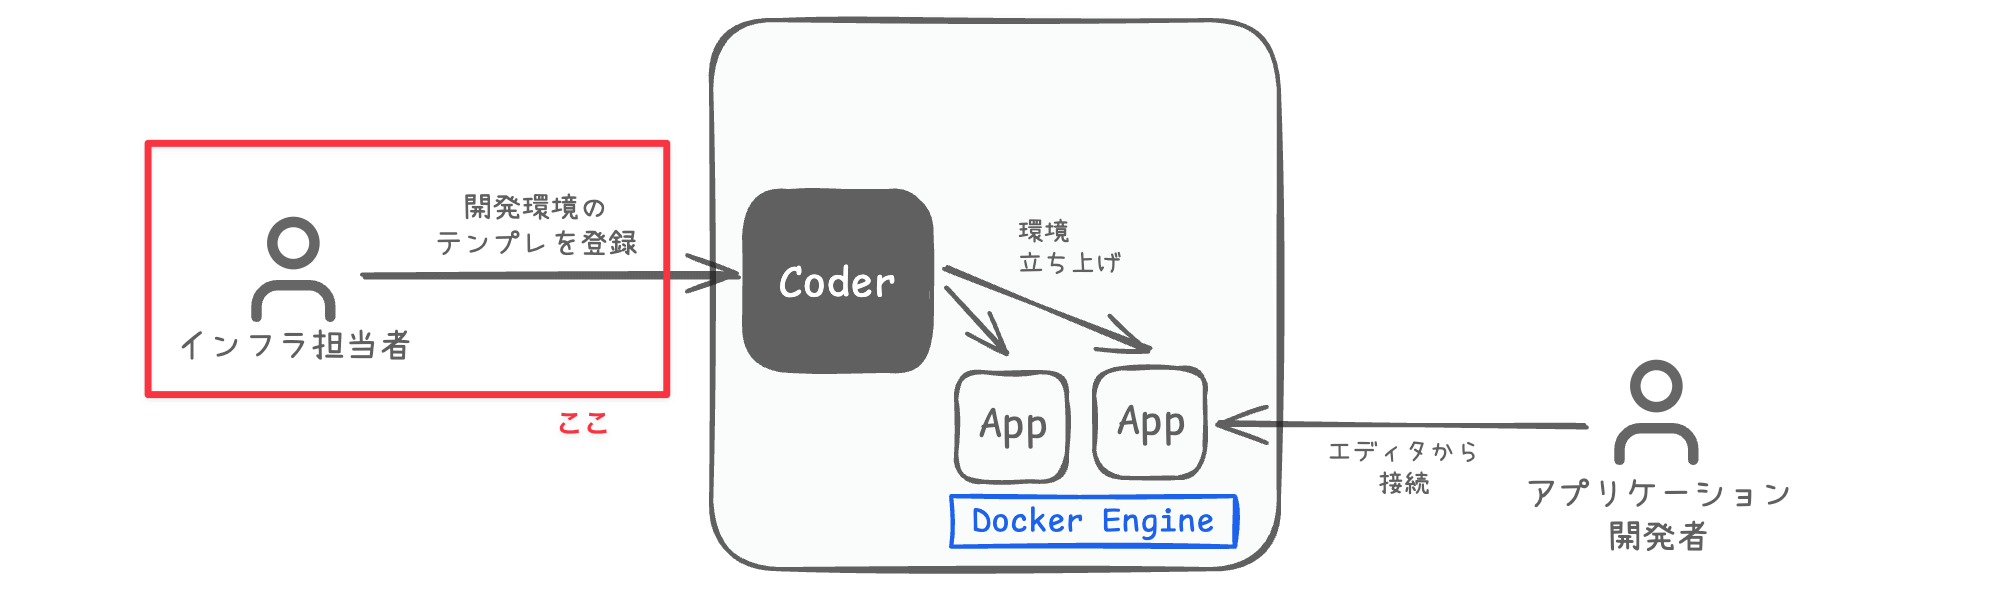 開発環境の
テンプレを登録
インフラ担当者
ここ
Coder
環境
立ち上げ
App
App
Docker Engine
エディタから
接続
アプリケーション
開発者